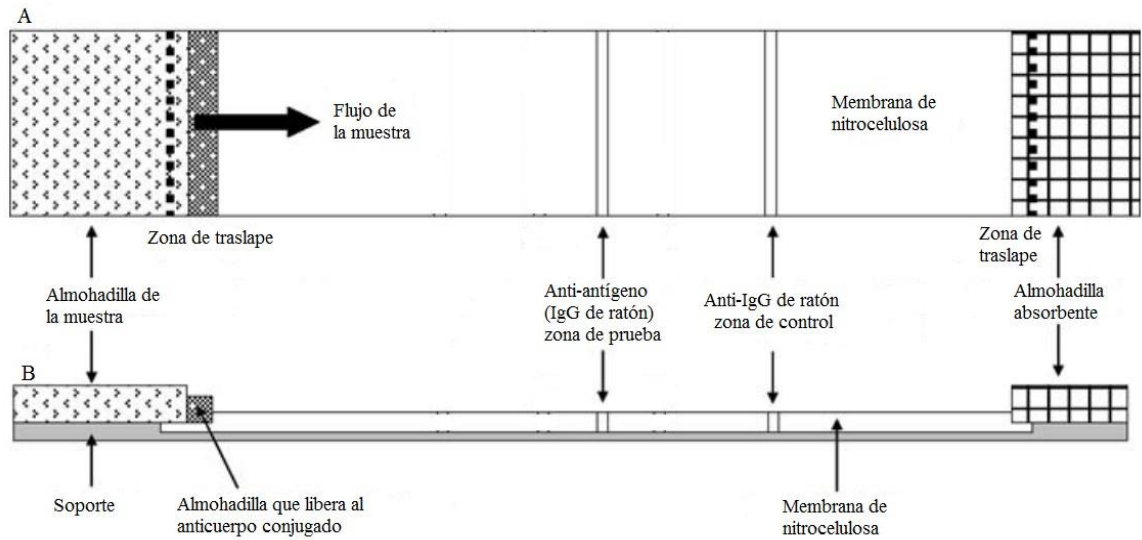 A
Flujo de
la muestra
Membrana de
nitrocelulosa
Zona de traslape
Zona de
traslape
Almohadilla de
la muestra
Anti-antígeno
(IgG de ratón)
zona de prueba
Anti-IgG de ratón
zona de control
Almohadilla
absorbente
B
Soporte
Almohadilla que libera al
anticuerpo conjugado
Membrana de
nitrocelulosa